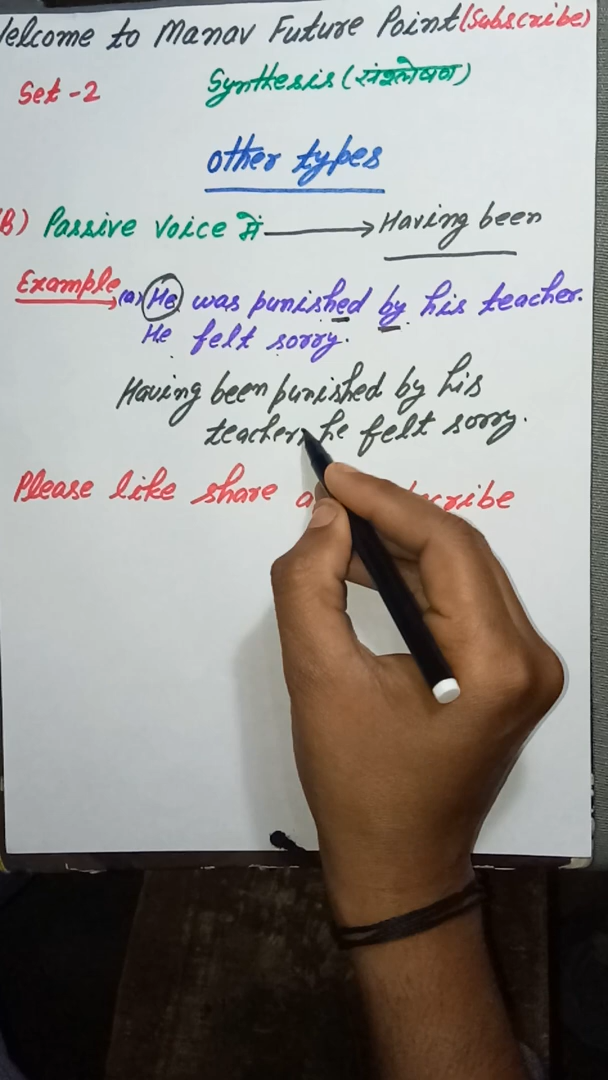 Welcome to Manav Future Point (Subscribe)
Set -2 Synthesis (संश्लेषण)
other types
B) Passive Voice में → Having been
Example (a) He was punished by his teacher.
He felt sorry.
Having been punished by his
teacher, he felt sorry.
Please like share